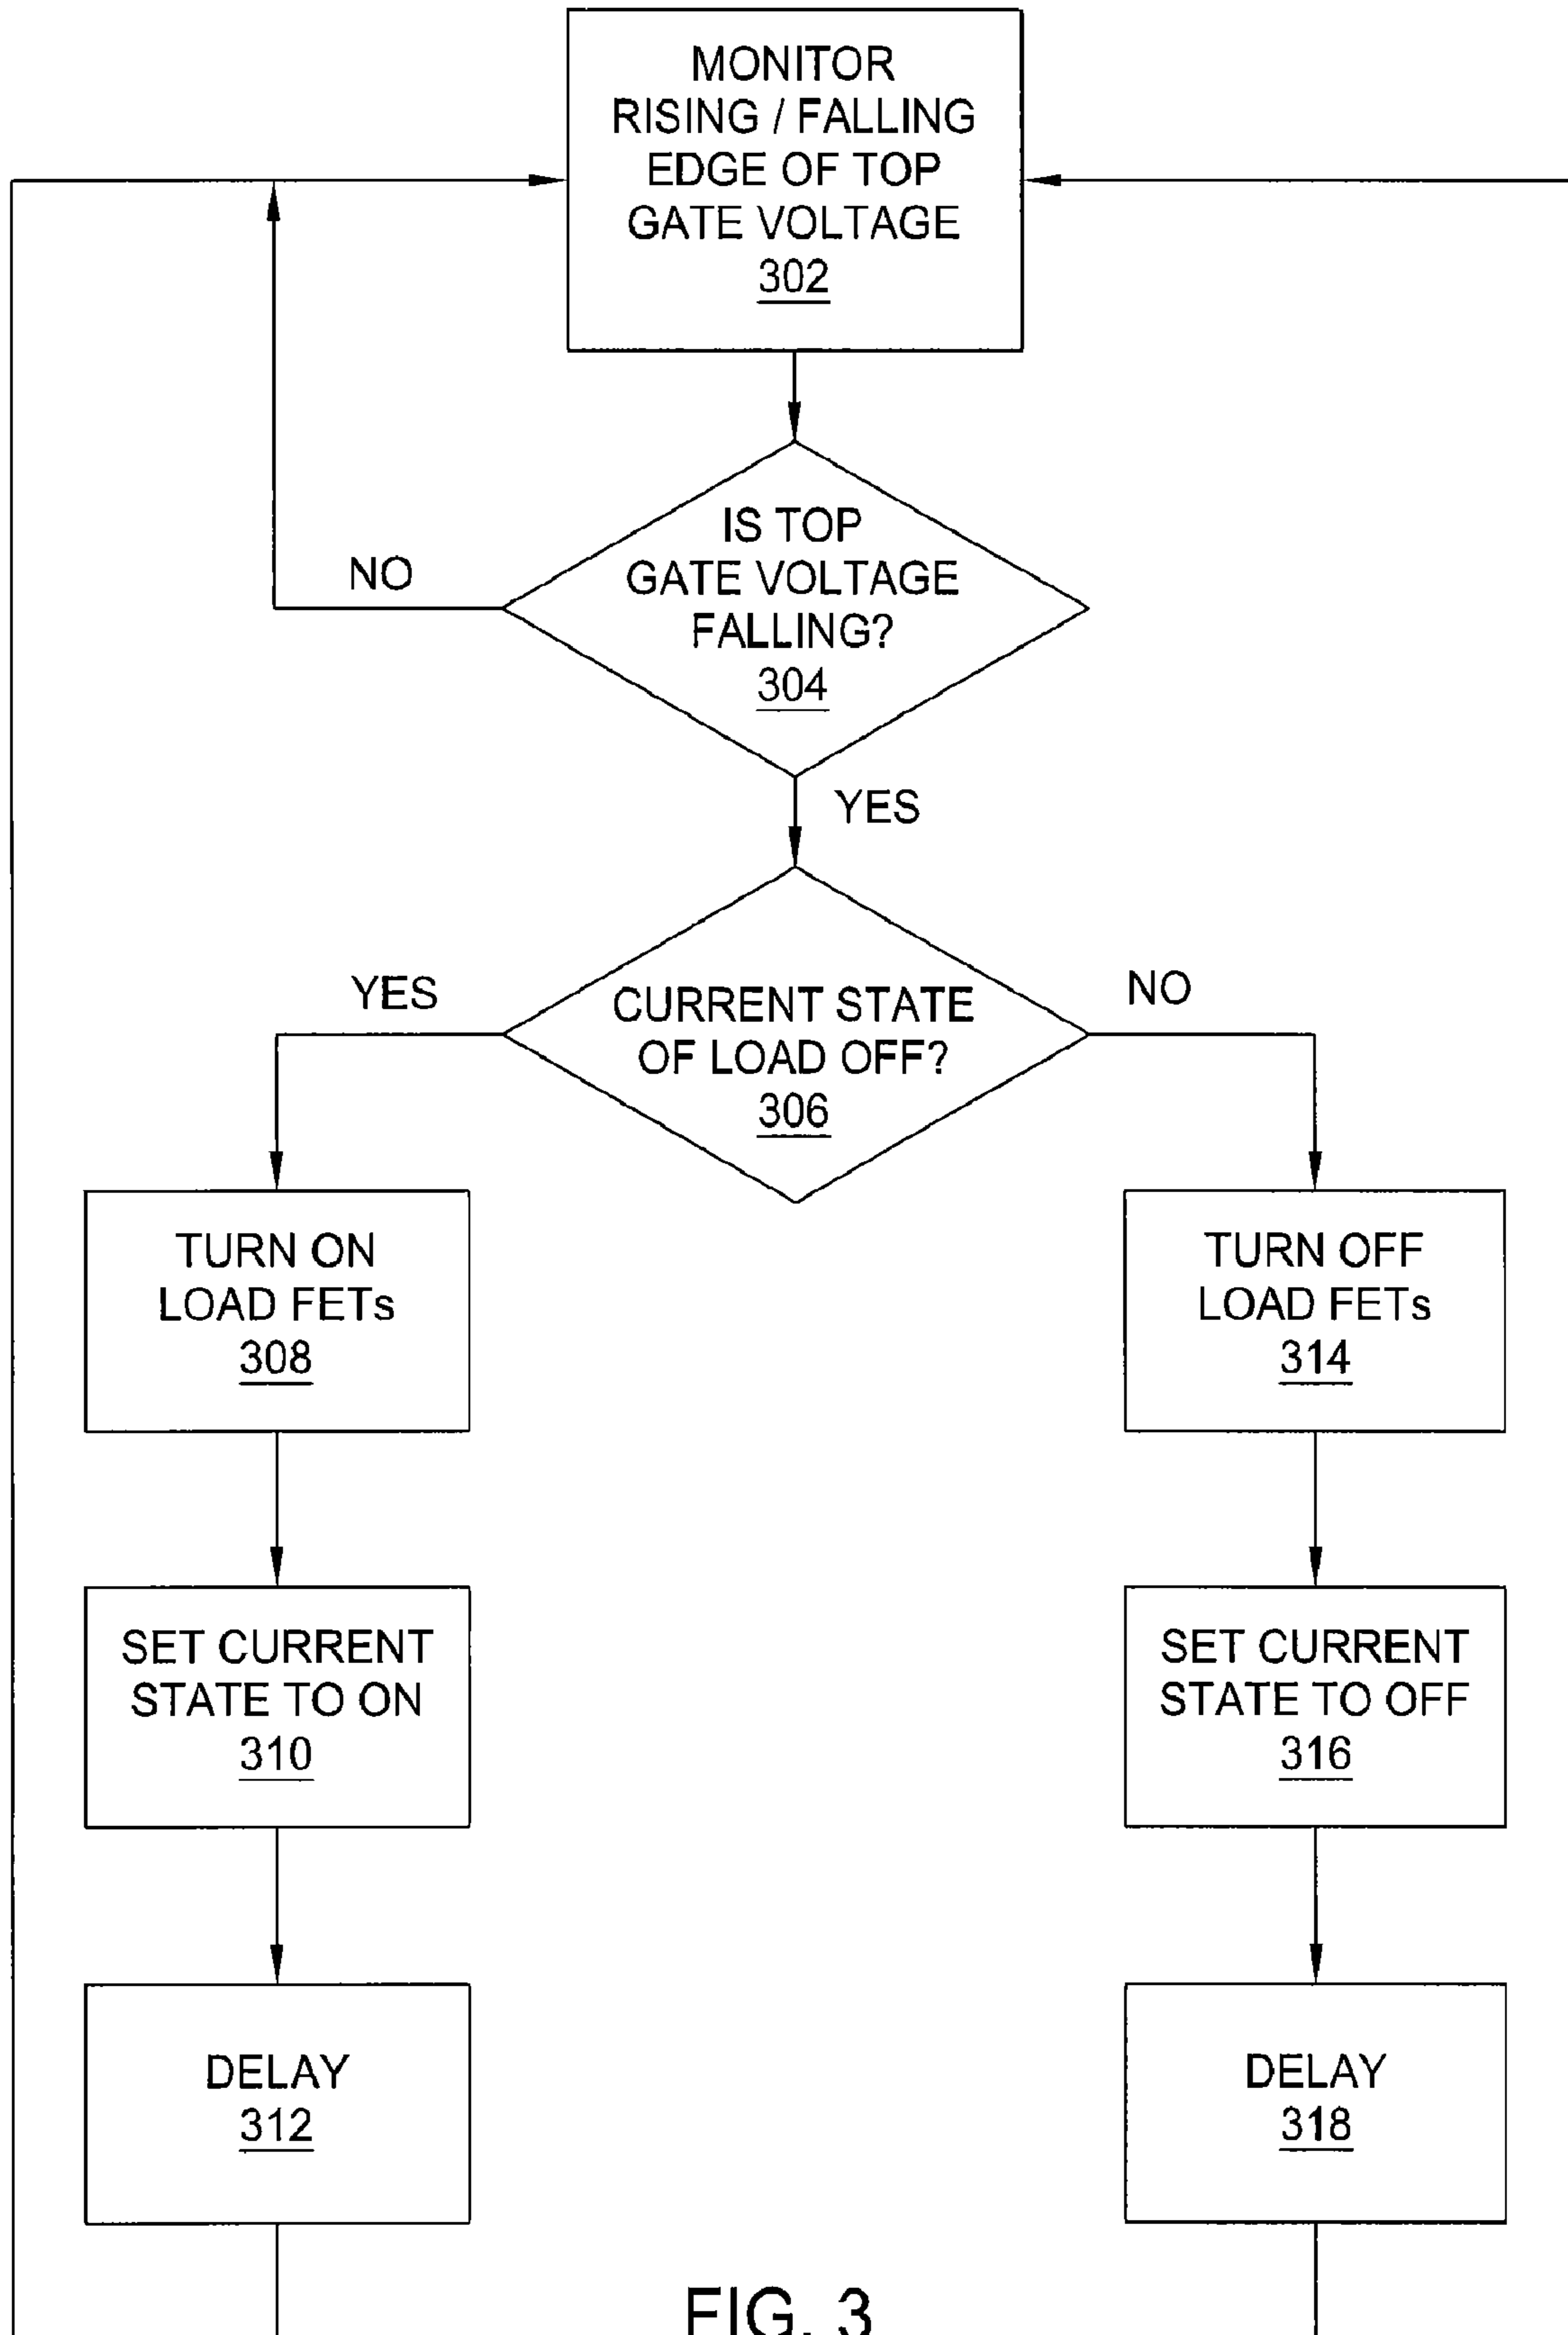 MONITOR
RISING / FALLING
EDGE OF TOP
GATE VOLTAGE
302
IS TOP
GATE VOLTAGE
FALLING?
304
NO
YES
CURRENT STATE
OF LOAD OFF?
306
YES
NO
TURN ON
LOAD FETs
308
SET CURRENT
STATE TO ON
310
DELAY
312
TURN OFF
LOAD FETs
314
SET CURRENT
STATE TO OFF
316
DELAY
318
FIG. 3